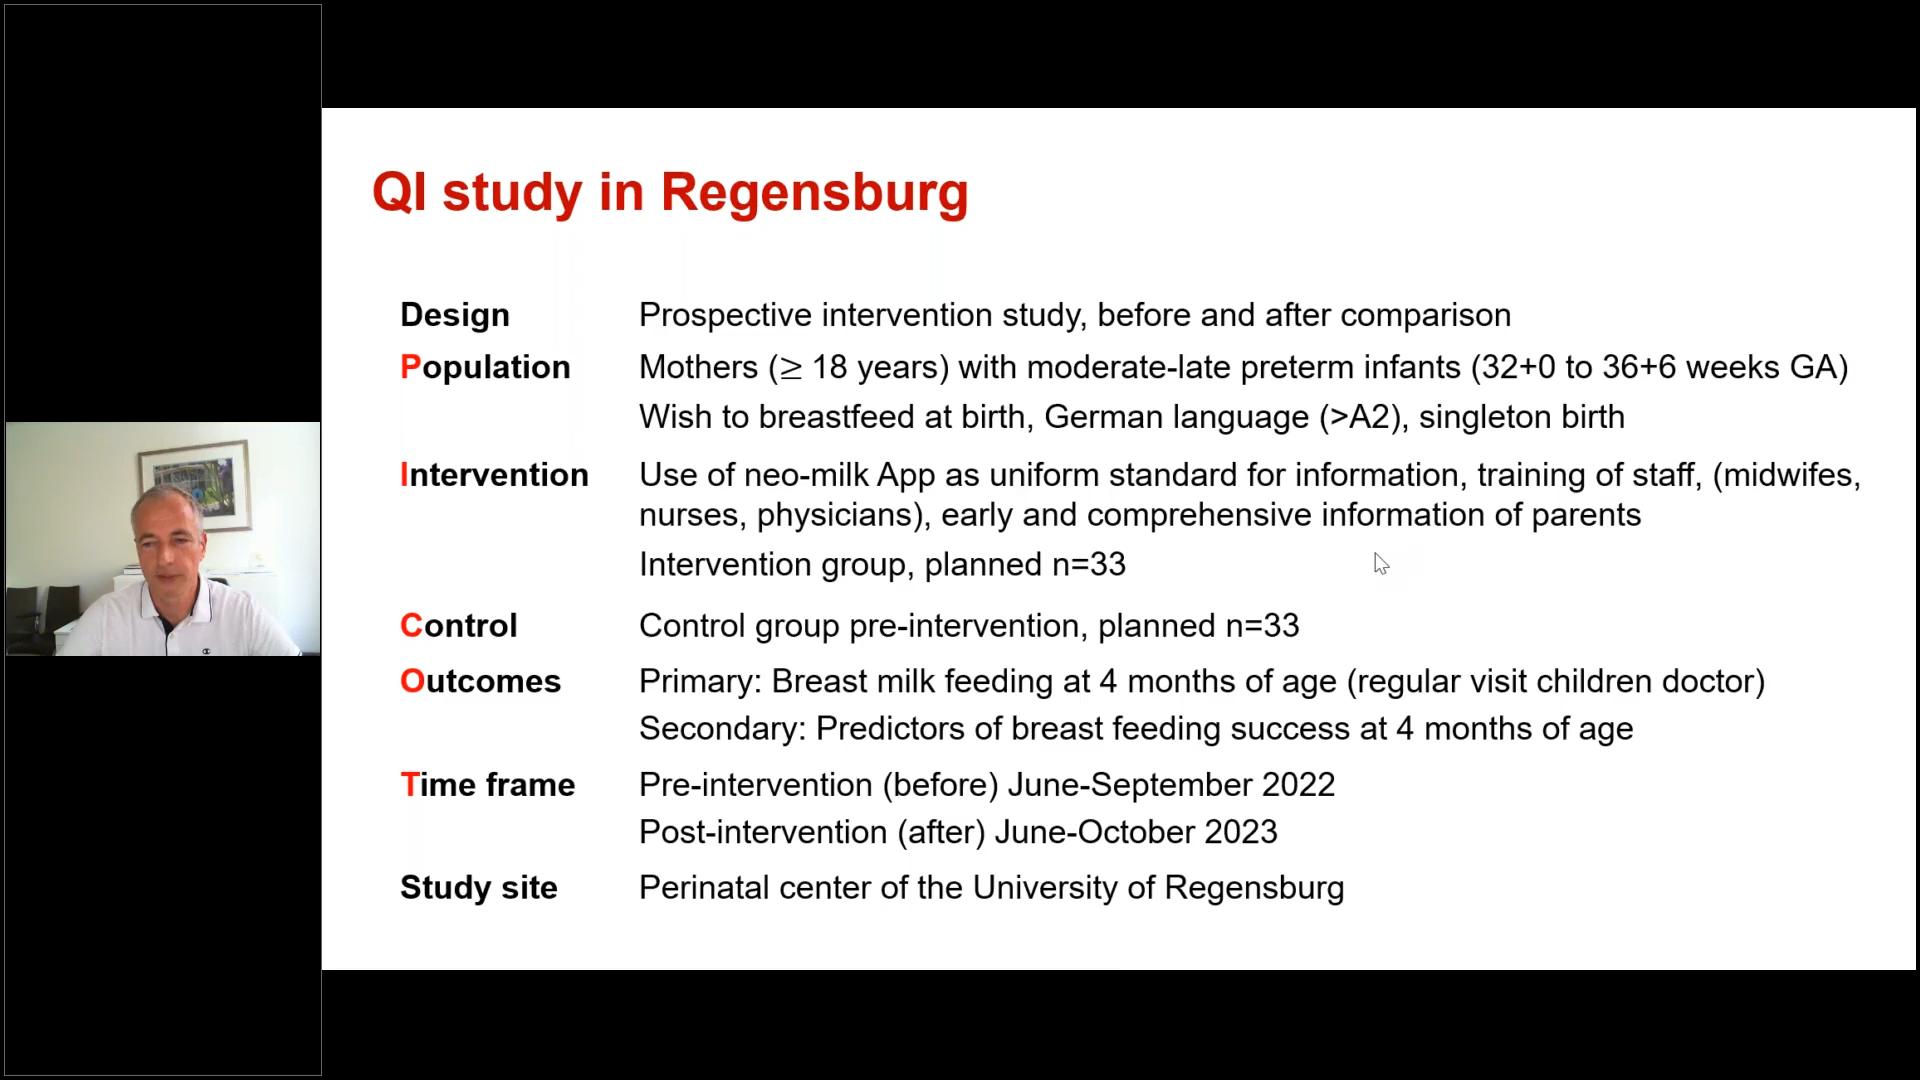 QI study in Regensburg
Design Prospective intervention study, before and after comparison
Population Mothers (≥ 18 years) with moderate-late preterm infants (32+0 to 36+6 weeks GA)
Wish to breastfeed at birth, German language (>A2), singleton birth
Intervention Use of neo-milk App as uniform standard for information, training of staff, (midwifes,
nurses, physicians), early and comprehensive information of parents
Intervention group, planned n=33
Control Control group pre-intervention, planned n=33
Outcomes Primary: Breast milk feeding at 4 months of age (regular visit children doctor)
Secondary: Predictors of breast feeding success at 4 months of age
Time frame Pre-intervention (before) June-September 2022
Post-intervention (after) June-October 2023
Study site Perinatal center of the University of Regensburg